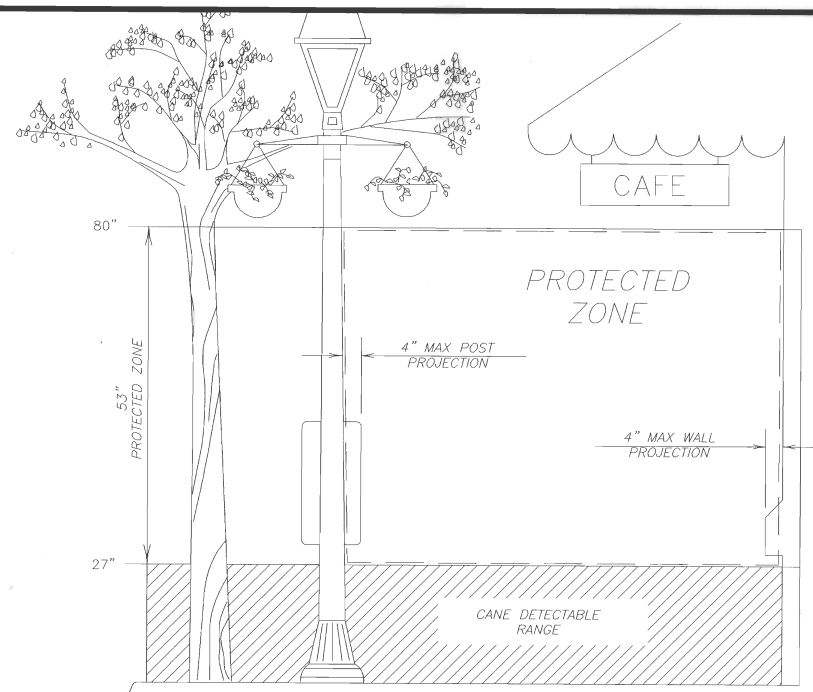 CAFE
80"
PROTECTED
ZONE
4" MAX POST
PROJECTION
53"
PROTECTED ZONE
4" MAX WALL
PROJECTION
27"
CANE DETECTABLE
RANGE